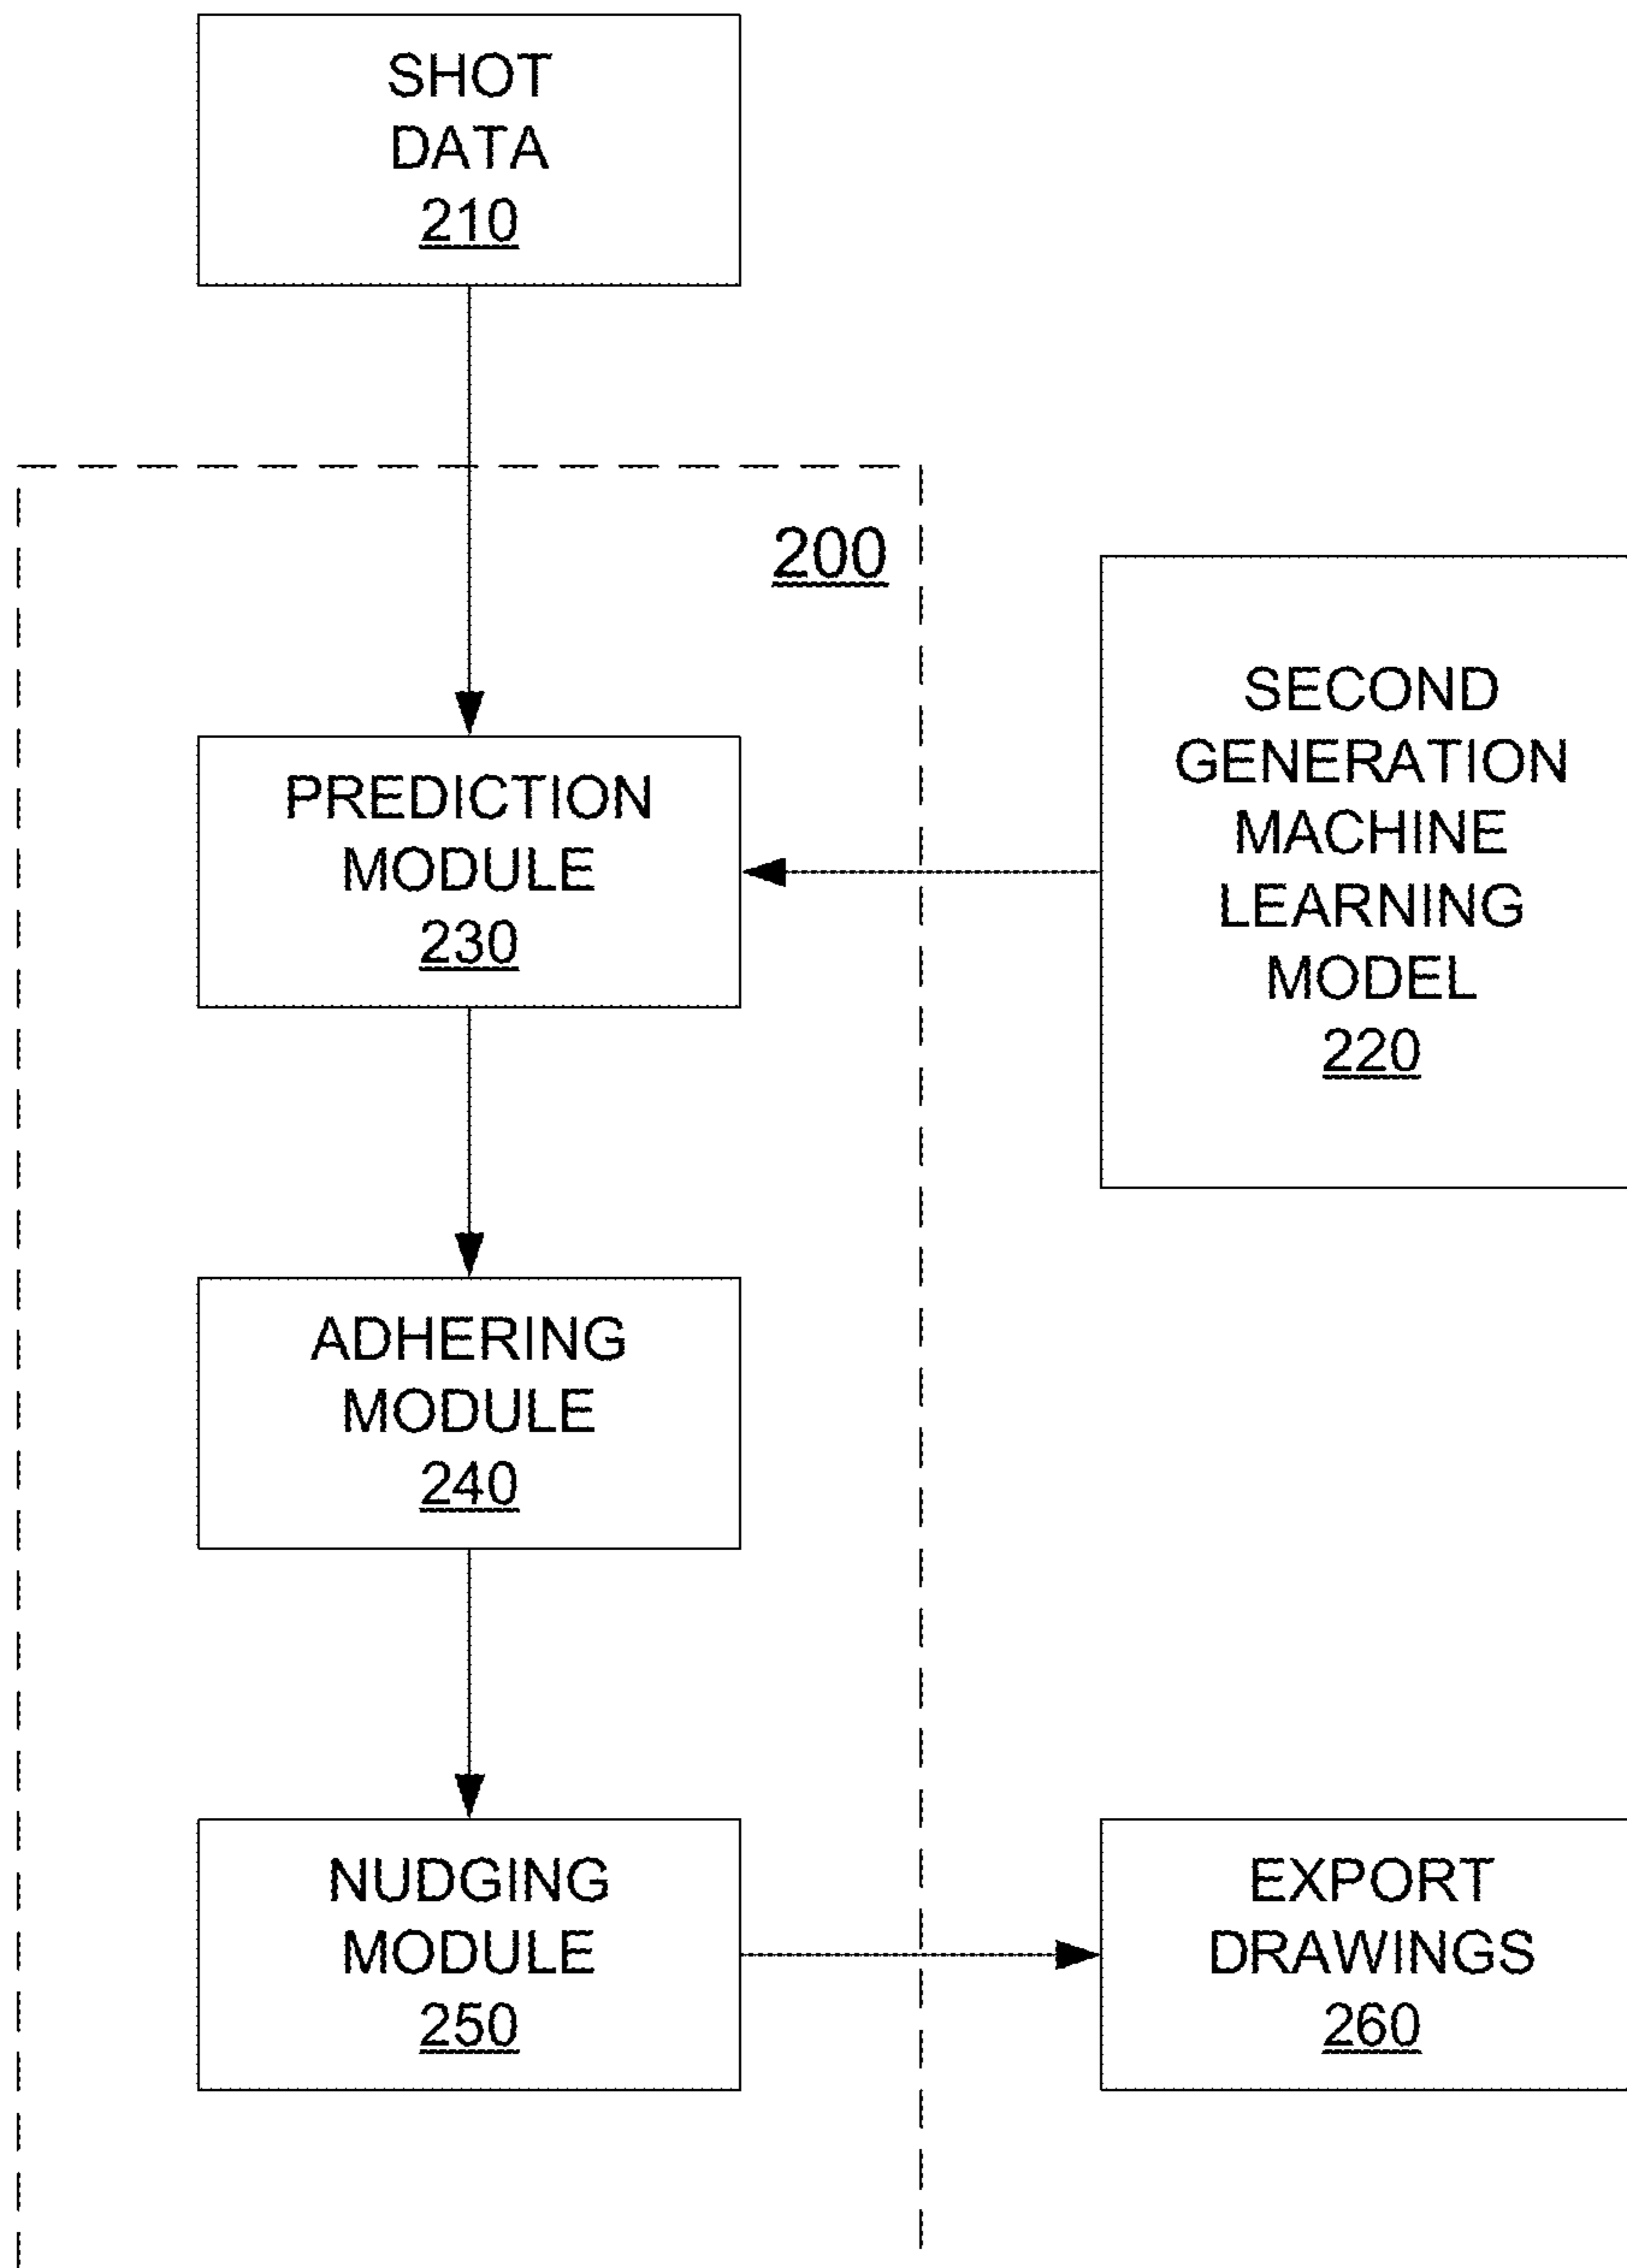 SHOT
DATA
210
200
PREDICTION
MODULE
230
SECOND
GENERATION
MACHINE
LEARNING
MODEL
220
ADHERING
MODULE
240
NUDGING
MODULE
250
EXPORT
DRAWINGS
260